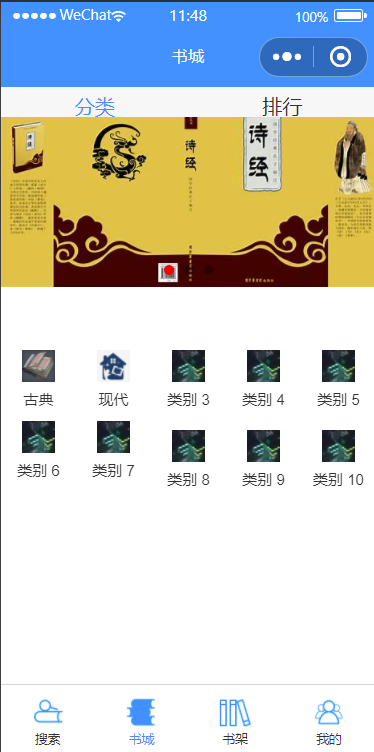 WeChat 11:48 100%
书城
分类 排行
诗经
诗经
古典 现代 类别 3 类别 4 类别 5
类别 6 类别 7 类别 8 类别 9 类别 10
搜索 书城 书架 我的